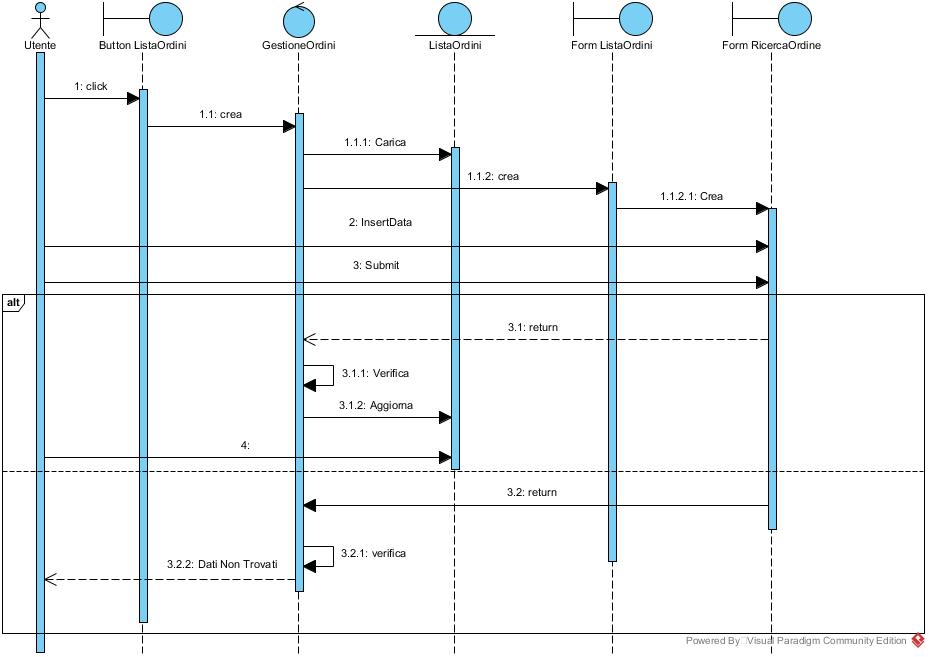 Utente
Button ListaOrdini
GestioneOrdini
ListaOrdini
Form ListaOrdini
Form RicercaOrdine
1: click
1.1: crea
1.1.1: Carica
1.1.2: crea
1.1.2.1: Crea
2: InsertData
3: Submit
alt
3.1: return
3.1.1: Verifica
3.1.2: Aggiorna
4:
3.2: return
3.2.1: verifica
3.2.2: Dati Non Trovati
Powered By Visual Paradigm Community Edition